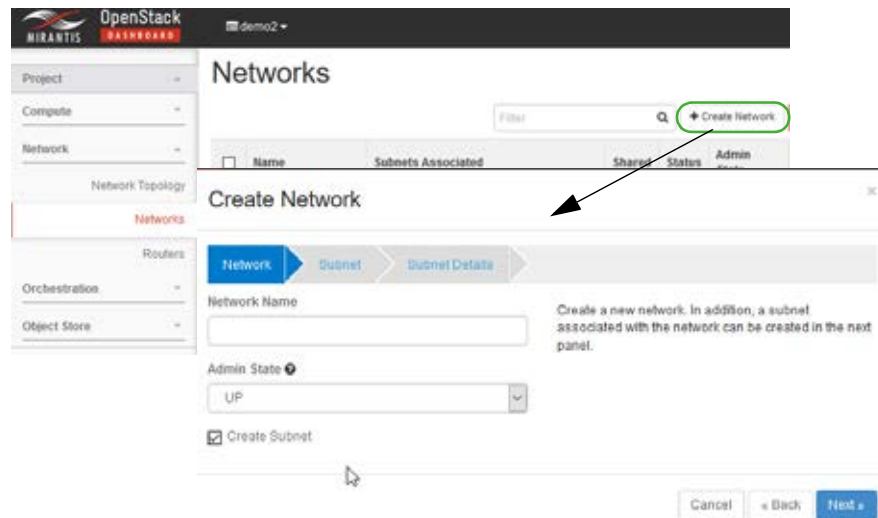 MIRANTIS
OpenStack
DASHBOARD
demo2
Project
Compute
Network
Network Topology
Networks
Routers
Orchestration
Object Store
Networks
Filter
+ Create Network
Name Subnets Associated Shared Status Admin
Create Network
×
Network Subnet Subnet Details
Network Name
Create a new network. In addition, a subnet
associated with the network can be created in the next
panel.
Admin State
UP
Create Subnet
Cancel « Back Next »